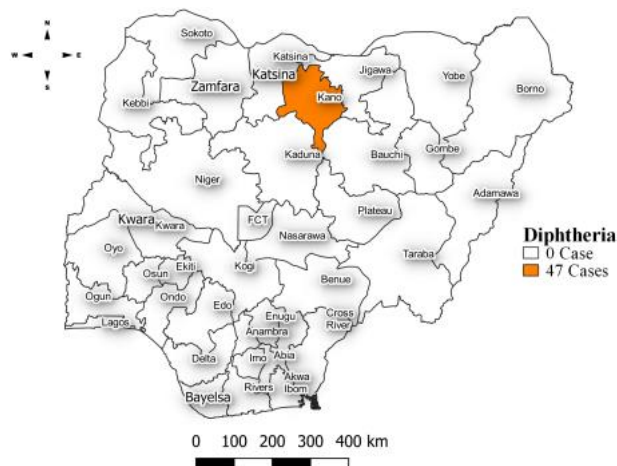 N
W
E
S
Sokoto
Katsina
Katsina
Jigawa
Yobe
Borno
Zamfara
Kebbi
Kano
Kaduna
Bauchi
Gombe
Niger
Adamawa
Plateau
Kwara
Kwara
FCT
Nasarawa
Oyo
Taraba
Osun
Ekiti
Kogi
Benue
Ogun
Ondo
Edo
Lagos
Enugu
Cross
River
Anambra
Delta
Imo
Abia
Akwa
Ibom
Rivers
Bayelsa
Diphtheria
0 Case
47 Cases
0 100 200 300 400 km